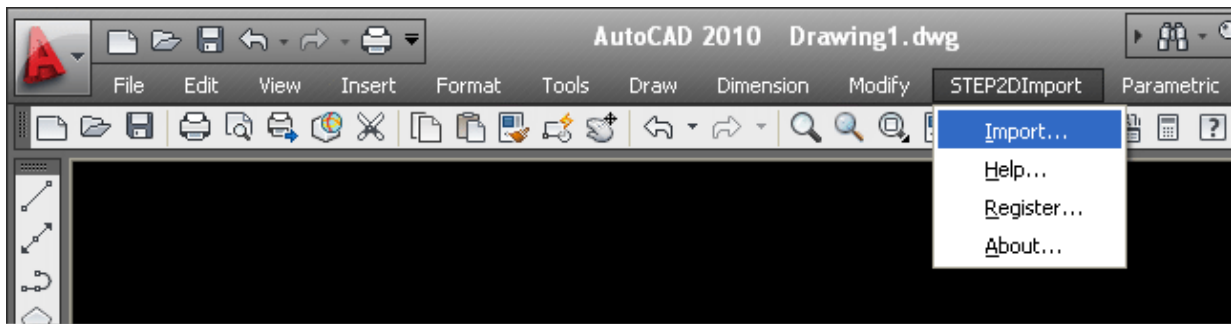 AutoCAD 2010 Drawing1.dwg
File Edit View Insert Format Tools Draw Dimension Modify STEP2DImport Parametric
Import...
Help...
Register...
About...